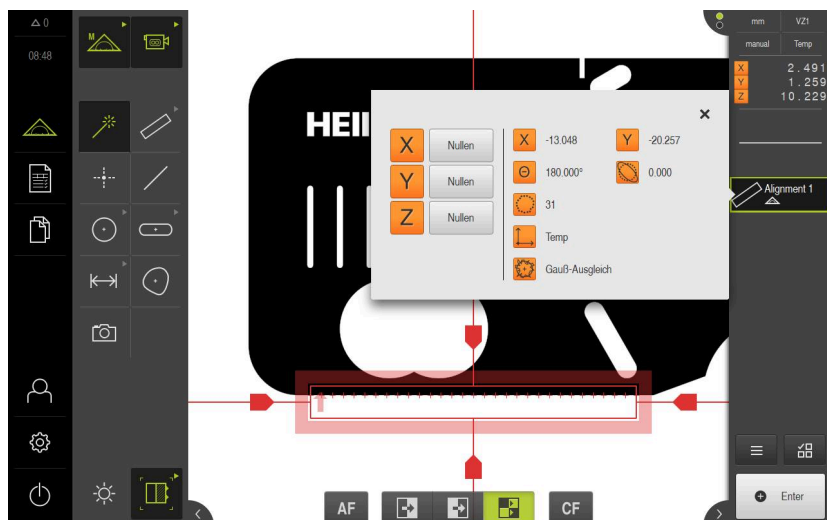 0
08:48
M
HEI
X Nullen
Y Nullen
Z Nullen
X -13.048 Y -20.257
Θ 180.000° 0.000
31
Temp
Gauß-Ausgleich
mm VZ1
manual Temp
X 2.491
Y 1.259
Z 10.229
Alignment 1
Enter
AF CF